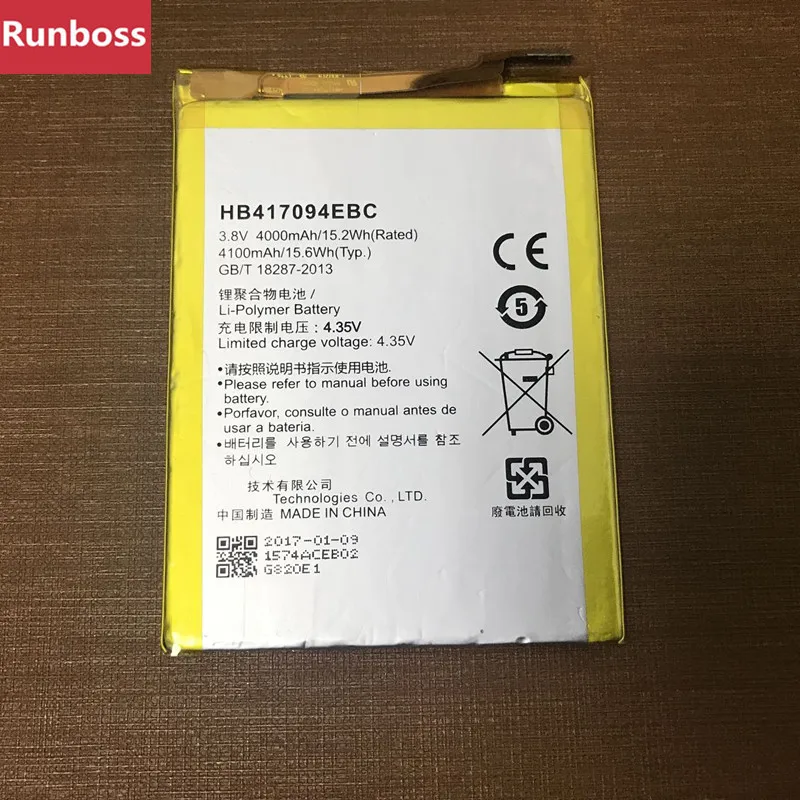 Runboss
HB417094EBC
3.8V 4000mAh/15.2Wh(Rated)
4100mAh/15.6Wh(Typ.)
GB/T 18287-2013
CE
5
锂聚合物电池 /
Li-Polymer Battery
充电限制电压: 4.35V
Limited charge voltage: 4.35V
•请按照说明书指示使用电池.
•Please refer to manual before using
battery.
•Porfavor, consulte o manual antes de
usar a bateria.
•배터리를 사용하기 전에 설명서를 참조
하십시오
技术有限公司
Technologies Co.,LTD.
中国制造 MADE IN CHINA
廢電池請回收
2017-01-09
1574ACEB02
G820E1